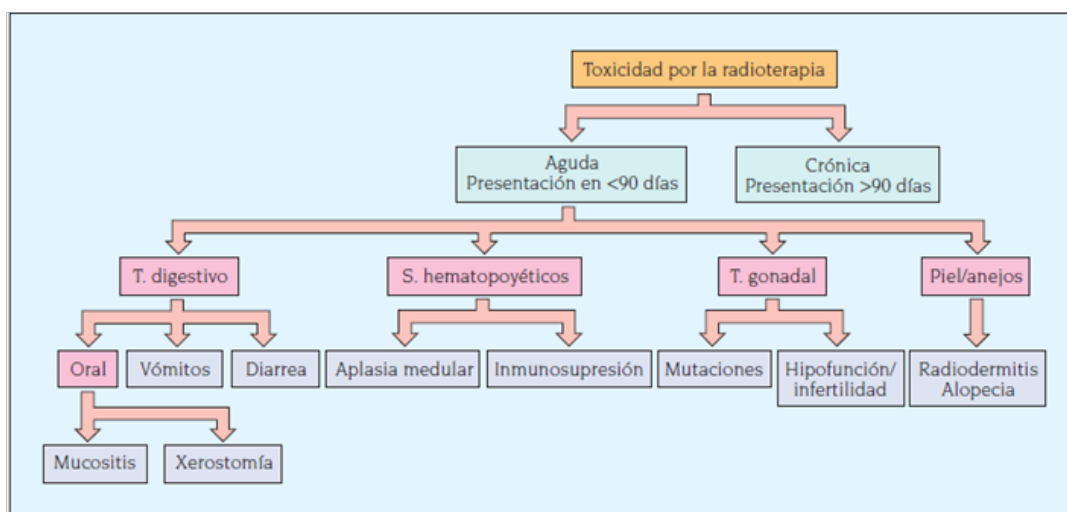 Toxicidad por la radioterapia
Aguda
Presentación en <90 días
Crónica
Presentación >90 días
T. digestivo
S. hematopoyéticos
T. gonadal
Piel/anejos
Oral
Vómitos
Diarrea
Aplasia medular
Inmunosupresión
Mutaciones
Hipofunción/
infertilidad
Radiodermitis
Alopecia
Mucositis
Xerostomía